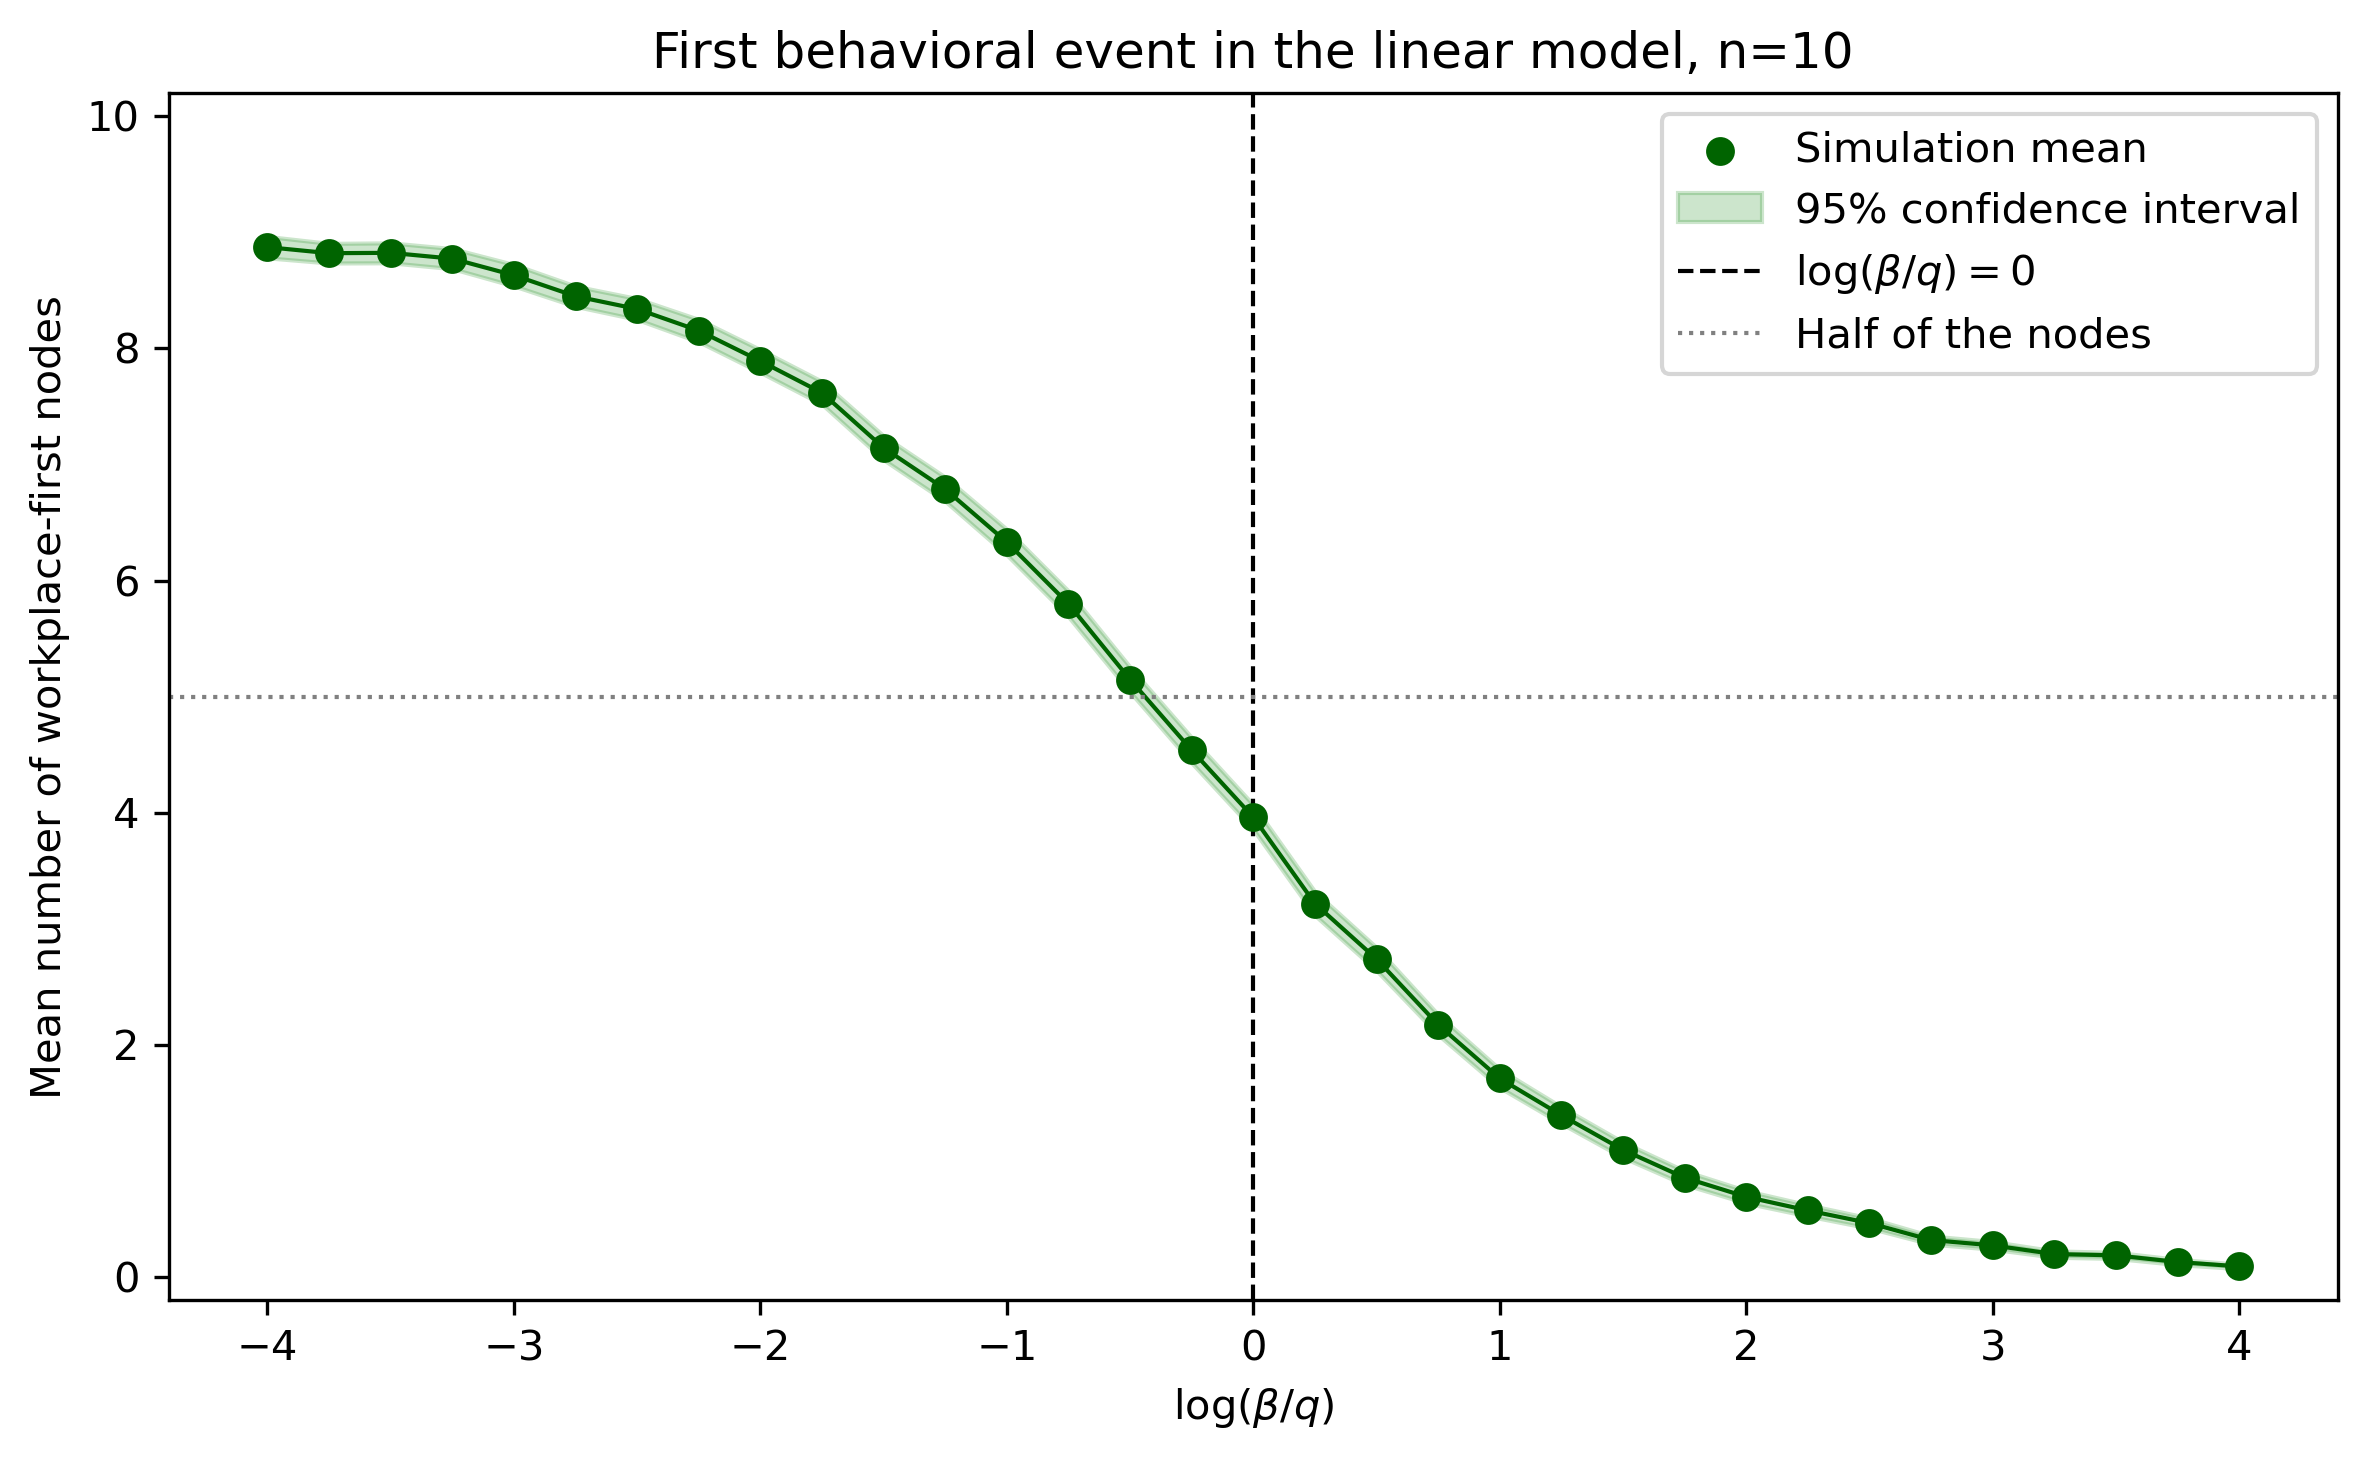 First behavioral event in the linear model, n=10
Mean number of workplace-first nodes
10
8
6
4
2
0
Simulation mean
95% confidence interval
log(β/q) = 0
Half of the nodes
−4 −3 −2 −1 0 1 2 3 4
log(β/q)